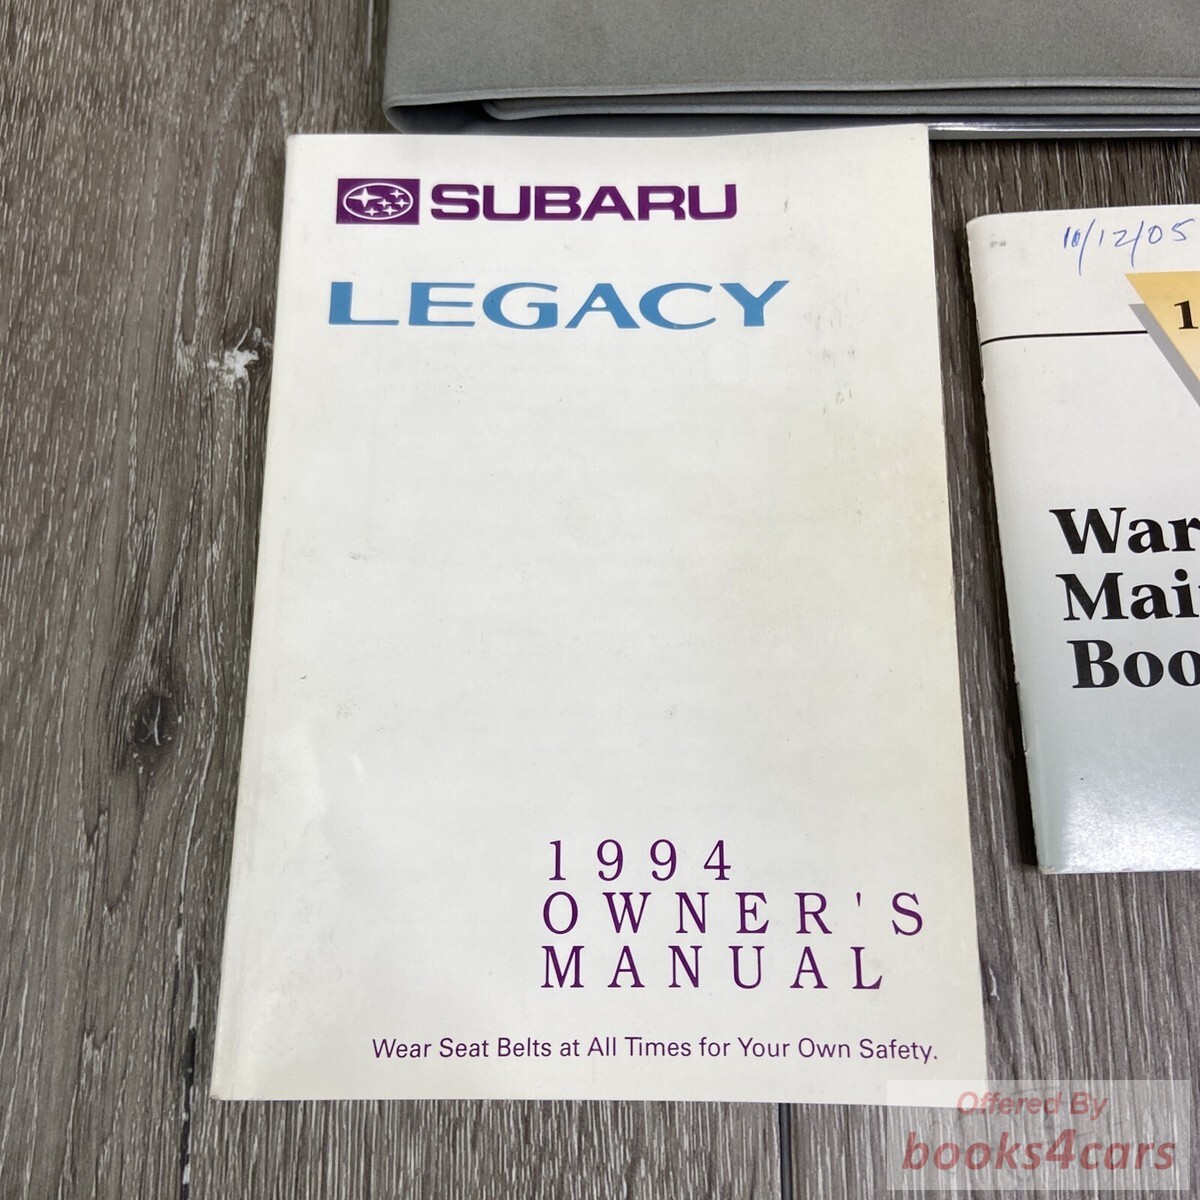 SUBARU
LEGACY
1994
OWNER'S
MANUAL
Wear Seat Belts at All Times for Your Own Safety.
10/12/05
1
War
Mai
Boo
Offered By
books4cars